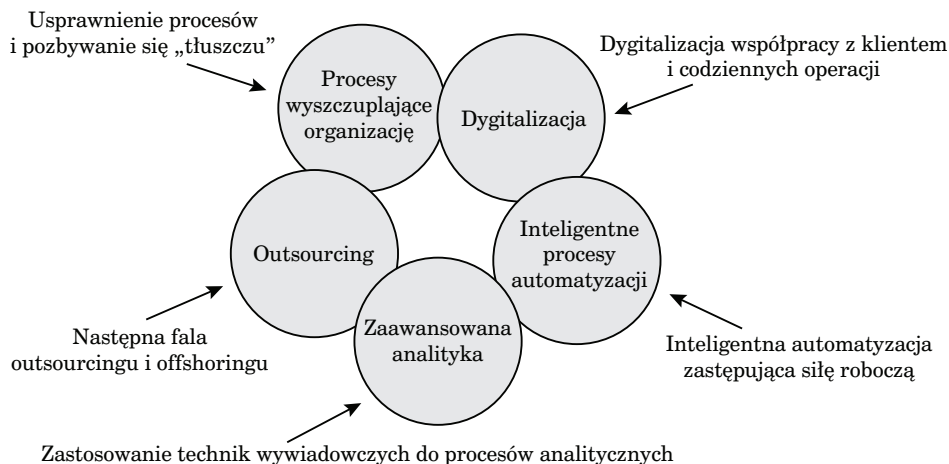 Usprawnienie procesów
i pozbywanie się „tłuszczu”
Procesy
wyszczuplające
organizację
Dygitalizacja
Dygitalizacja współpracy z klientem
i codziennych operacji
Outsourcing
Inteligentne
procesy
automatyzacji
Zaawansowana
analityka
Następna fala
outsourcingu i offshoringu
Inteligentna automatyzacja
zastępująca siłę roboczą
Zastosowanie technik wywiadowczych do procesów analitycznych